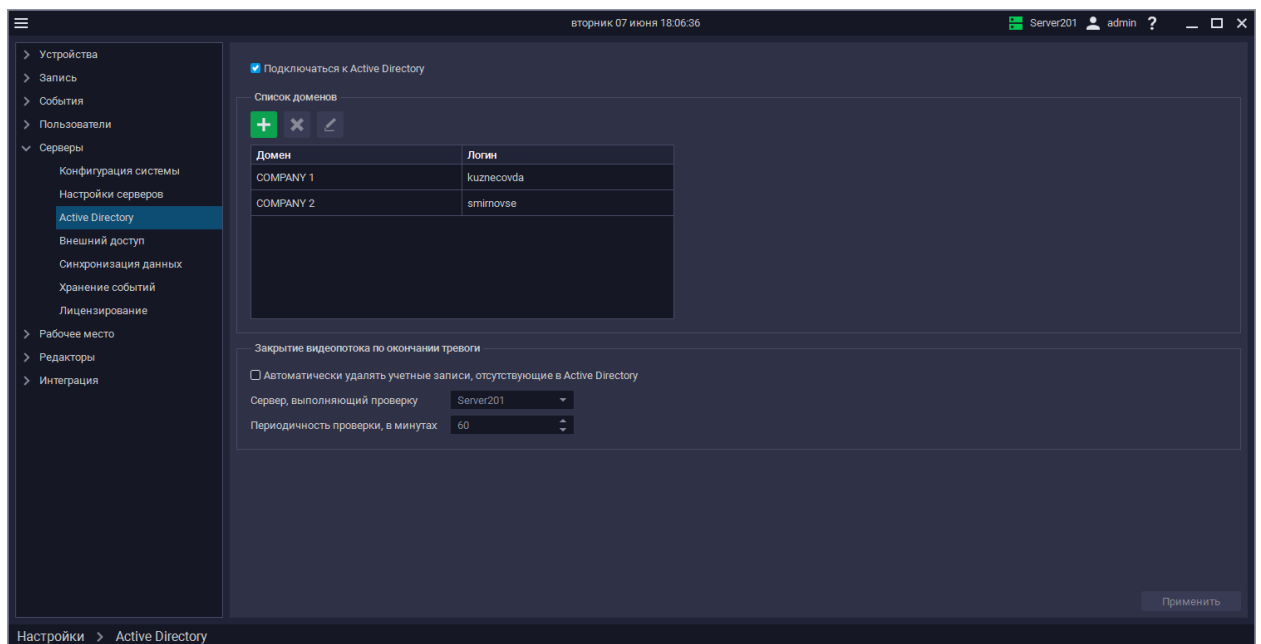 вторник 07 июня 18:06:36
Server201 admin ?
Устройства
Запись
События
Пользователи
Серверы
Конфигурация системы
Настройки серверов
Active Directory
Внешний доступ
Синхронизация данных
Хранение событий
Лицензирование
Рабочее место
Редакторы
Интеграция
Подключаться к Active Directory
Список доменов
Домен Логин
COMPANY 1 kuznecovda
COMPANY 2 smirnovse
Закрытие видеопотока по окончании тревоги
Автоматически удалять учетные записи, отсутствующие в Active Directory
Сервер, выполняющий проверку Server201
Периодичность проверки, в минутах 60
Применить
Настройки > Active Directory